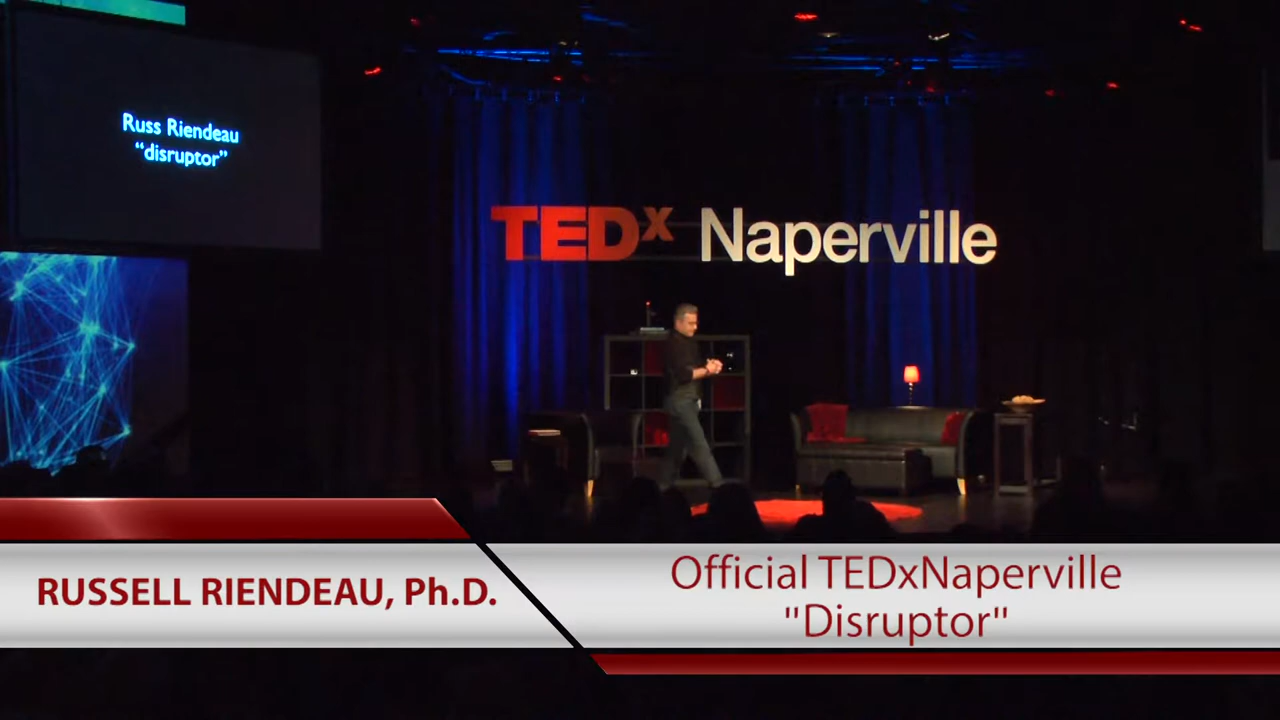 Russ Riendeau
“disruptor”
TEDx Naperville
RUSSELL RIENDEAU, Ph.D.
Official TEDxNaperville
"Disruptor"